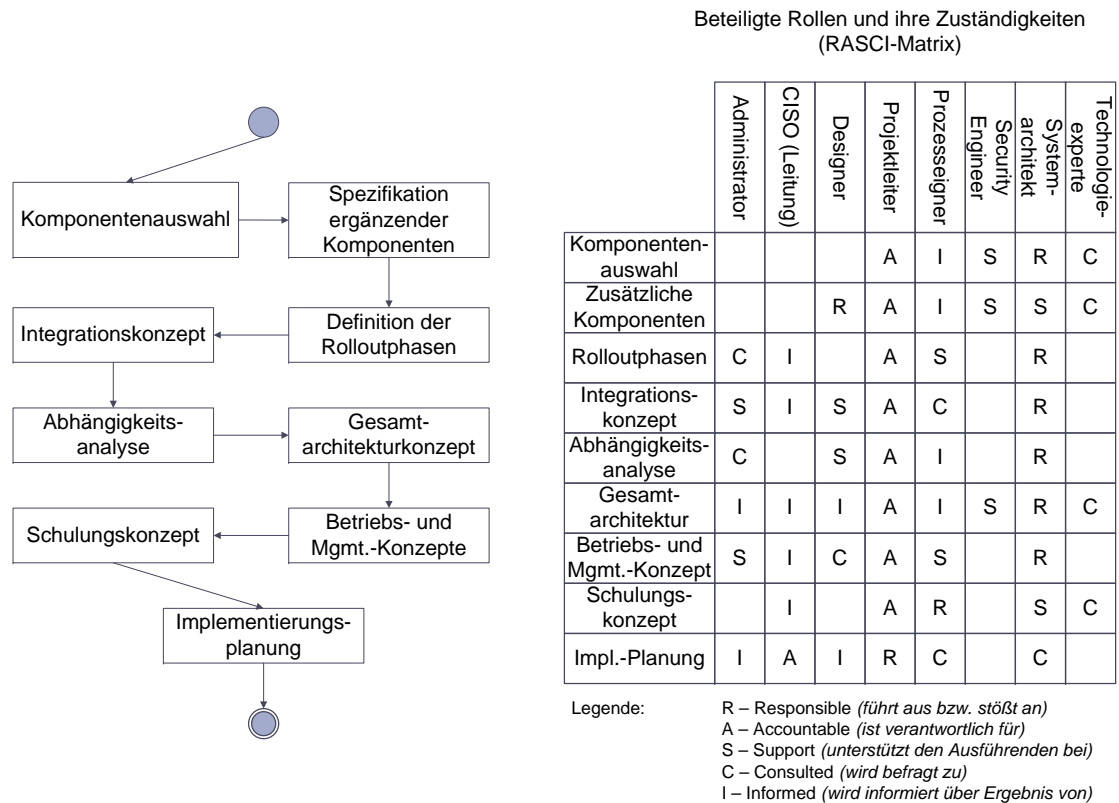 Beteiligte Rollen und ihre Zuständigkeiten
(RASCI-Matrix)
Komponentenauswahl
Spezifikation
ergänzender
Komponenten
Integrationskonzept
Definition der
Rolloutphasen
Abhängigkeits-
analyse
Gesamt-
architekturkonzept
Schulungskonzept
Betriebs- und
Mgmt.-Konzepte
Implementierungs-
planung
Administrator
CISO (Leitung)
Designer
Projektleiter
Prozesseigner
Security
Engineer
System-
architekt
Technologie-
experte
Komponenten-
auswahl
A I S R C
Zusätzliche
Komponenten
R A I S S C
Rolloutphasen C I A S R
Integrations-
konzept
S I S A C R
Abhängigkeits-
analyse
C S A I R
Gesamt-
architektur
I I I A I S R C
Betriebs- und
Mgmt.-Konzept
S I C A S R
Schulungs-
konzept
I A R S C
Impl.-Planung I A I R C C
Legende:
R – Responsible (führt aus bzw. stößt an)
A – Accountable (ist verantwortlich für)
S – Support (unterstützt den Ausführenden bei)
C – Consulted (wird befragt zu)
I – Informed (wird informiert über Ergebnis von)